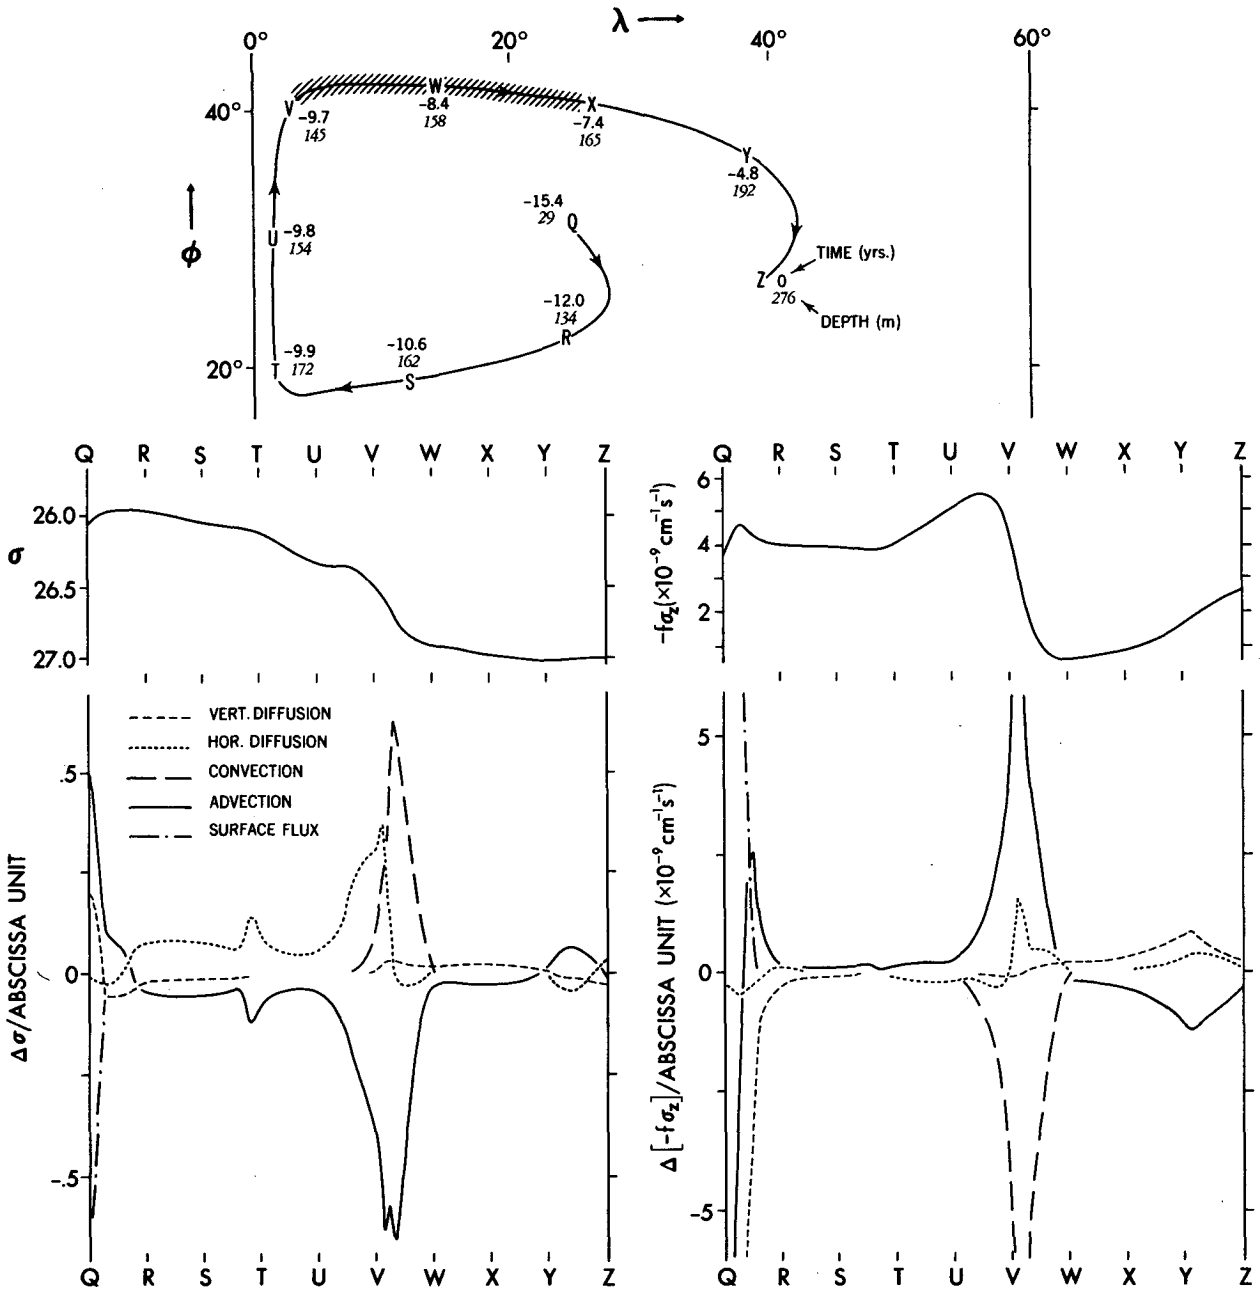 λ
0° 20° 40° 60°
40°
20°
ϕ
V -9.7
145
W
-8.4
158
X
-7.4
165
Y
-4.8
192
-15.4
29 Q
U -9.8
154
TIME (yrs.)
Z 0
276
DEPTH (m)
-12.0
134
R
-10.6
162
S
T -9.9
172
Q R S T U V W X Y Z
26.0
26.5
27.0
σ
Q R S T U V W X Y Z
6
4
2
-fσz(×10⁻⁹ cm⁻¹s⁻¹)
VERT. DIFFUSION
HOR. DIFFUSION
CONVECTION
ADVECTION
SURFACE FLUX
.5
0
-.5
Δσ/ABSCISSA UNIT
Q R S T U V W X Y Z
5
0
-5
Δ[-fσz]/ABSCISSA UNIT (×10⁻⁹ cm⁻¹s⁻¹)
Q R S T U V W X Y Z